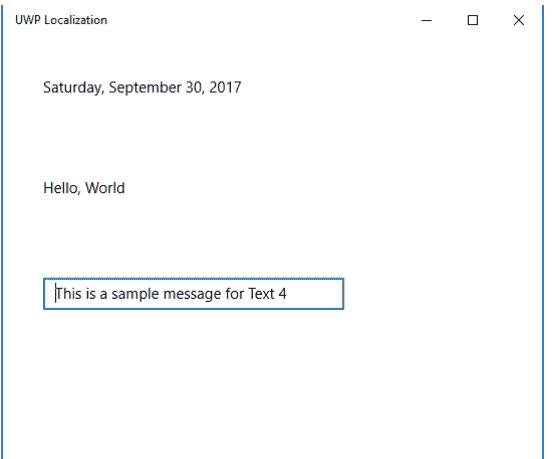 UWP Localization
Saturday, September 30, 2017
Hello, World
This is a sample message for Text 4